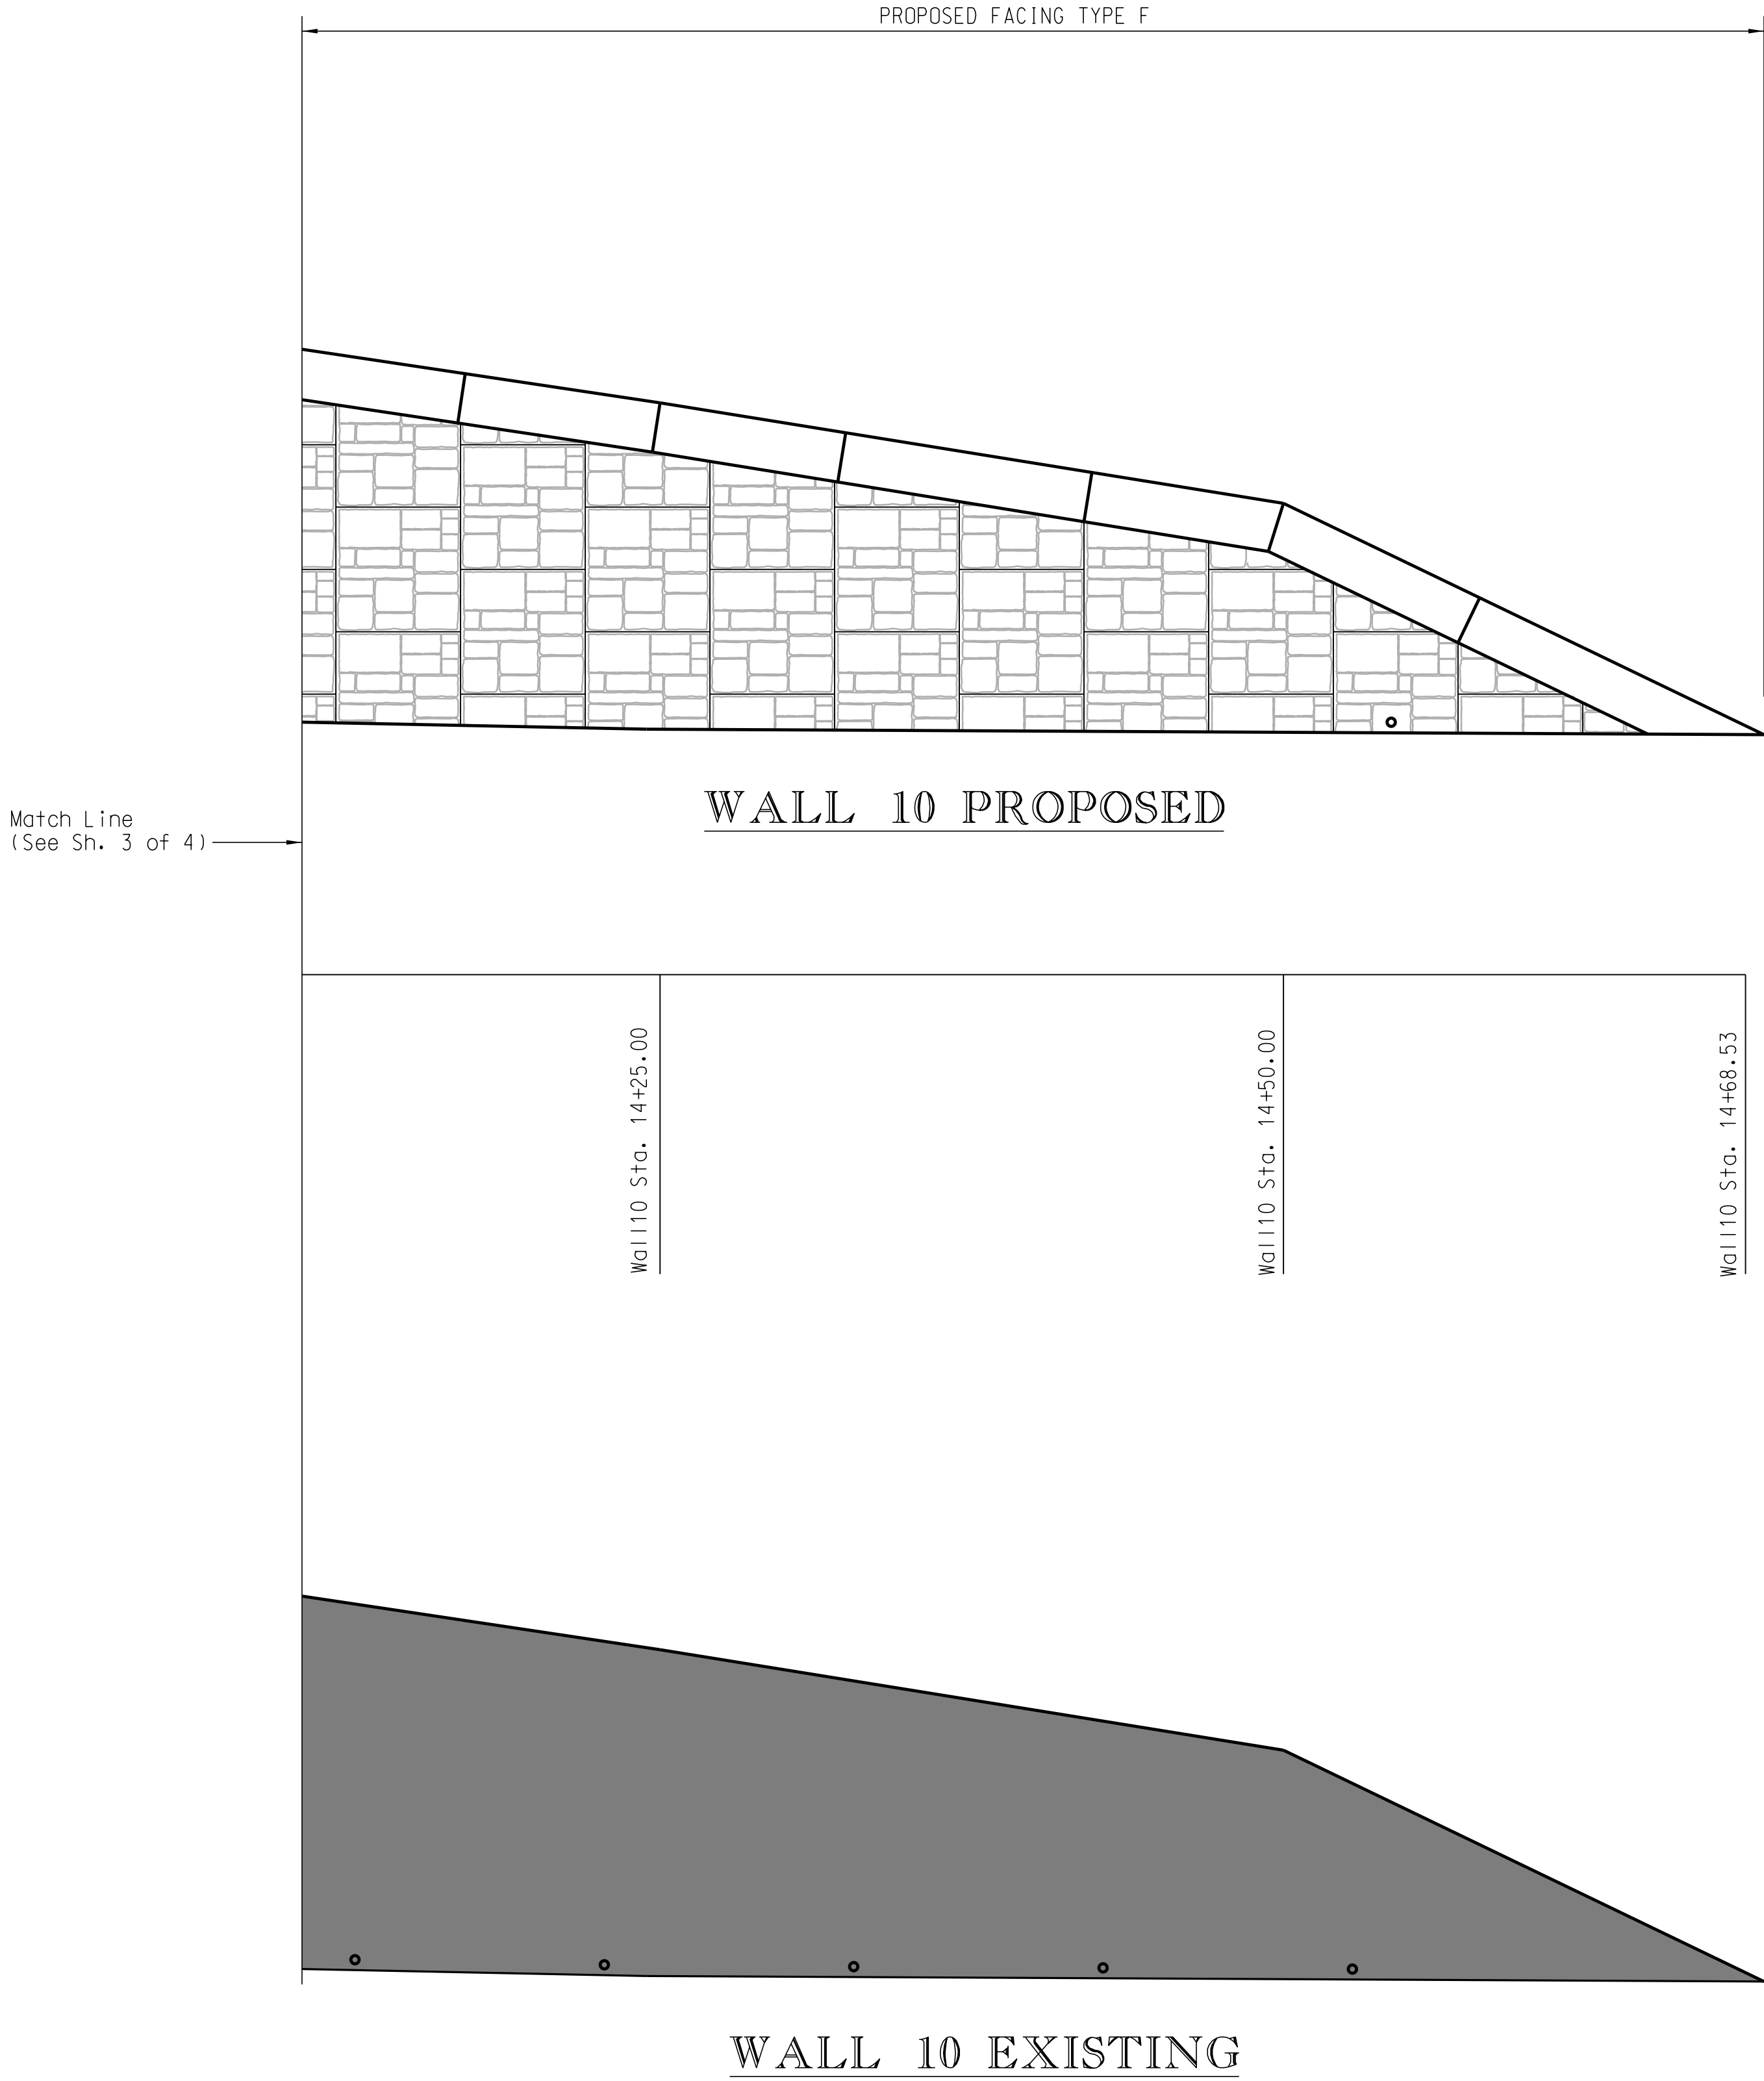 PROPOSED FACING TYPE F
WALL 10 PROPOSED
Match Line
(See Sh. 3 of 4)
Wall10 Sta. 14+25.00
Wall10 Sta. 14+50.00
Wall10 Sta. 14+68.53
WALL 10 EXISTING